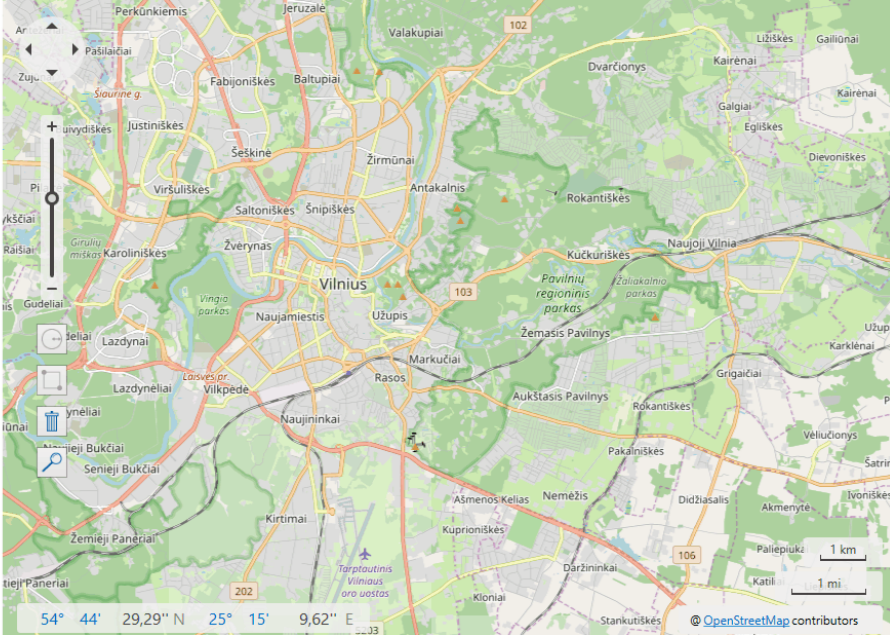 Perkūnkiemis
Jeruzalė
102
Valakupiai
Ližiškės
Gailiūnai
Pašilaičiai
Dvarčionys
Kairėnai
Fabijoniškės
Baltupiai
Šiaurinė g.
Kairėnai
Galgiai
Justiniškės
Egliškės
Šeškinė
Žirmūnai
Dievoniškės
Viršuliškės
Antakalnis
Rokantiškės
Saltoniškės
Šnipiškės
Girulių
miškas
Karoliniškės
Žvėrynas
Naujoji Vilnia
Kučkuriškės
Vilnius
Pavilnių
regioninis
parkas
Žaliakalnio
parkas
103
Gudeliai
Vingio
parkas
Naujamiestis
Užupis
Lazdynai
Žemasis Pavilnys
Karklėnai
Markučiai
Rasos
Grigaičiai
Laisvės pr.
Lazdynėliai
Vilkpėdė
Aukštasis Pavilnys
Rokantiškės
Naujininkai
Vėliučionys
Naujieji Bukčiai
Pakalniškės
Senieji Bukčiai
Ašmenos Kelias
Nemėžis
Didžiasalis
Ivoniškės
Akmenytė
Kirtimai
Žemieji Paneriai
Kuprioniškės
1 km
106
Tarptautinis
Vilniaus
oro uostas
Daržininkai
1 mi
202
Kloniai
54° 44' 29,29'' N 25° 15' 9,62'' E
Stankutiškės
@ OpenStreetMap contributors